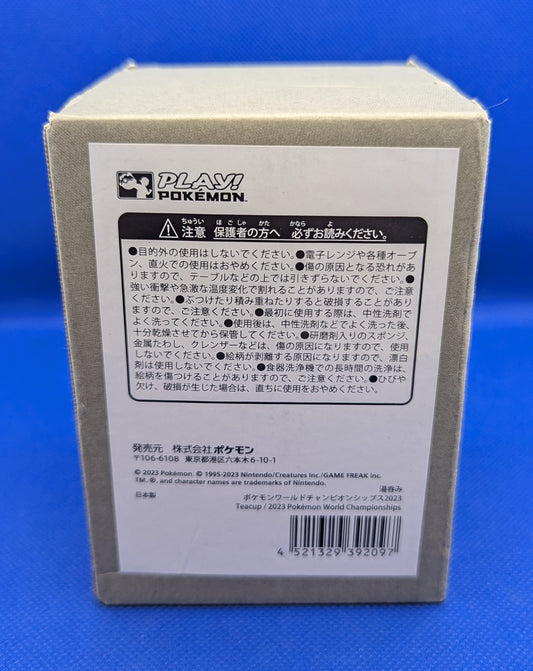 PLAY!
POKÉMON™
注意 保護者の方へ 必ずお読みください。
●目的外の使用はしないでください。●電子レンジや各種オーブ
ン、直火での使用はおやめください。●傷の原因となる恐れがあ
りますので、テーブルなどの上では引きずらないでください。●
強い衝撃や急激な温度変化で割れることがありますので、ご注意
ください。●ぶつけたり積み重ねたりすると破損することがあり
ますので、ご注意ください。●最初に使用する際は、中性洗剤で
よく洗ってください。●使用後は、中性洗剤などでよく洗った後、
十分乾燥させてから保管してください。●研磨剤入りのスポンジ、
金属たわし、クレンザーなどは、傷の原因になりますので、使用
しないでください。●絵柄が剥離する原因になりますので、漂白
剤は使用しないでください。●食器洗浄機での長時間の洗浄は、
絵柄を傷つけることがありますので、ご注意ください。●ひびや
欠け、破損が生じた場合は、直ちに使用をおやめください。
発売元 株式会社ポケモン
〒106-6108 東京都港区六本木6-10-1
© 2023 Pokémon. © 1995-2023 Nintendo/Creatures Inc./GAME FREAK inc.
TM, ®, and character names are trademarks of Nintendo.
湯呑み
日本製 ポケモンワールドチャンピオンシップス2023
Teacup / 2023 Pokémon World Championships
4 521329 392097